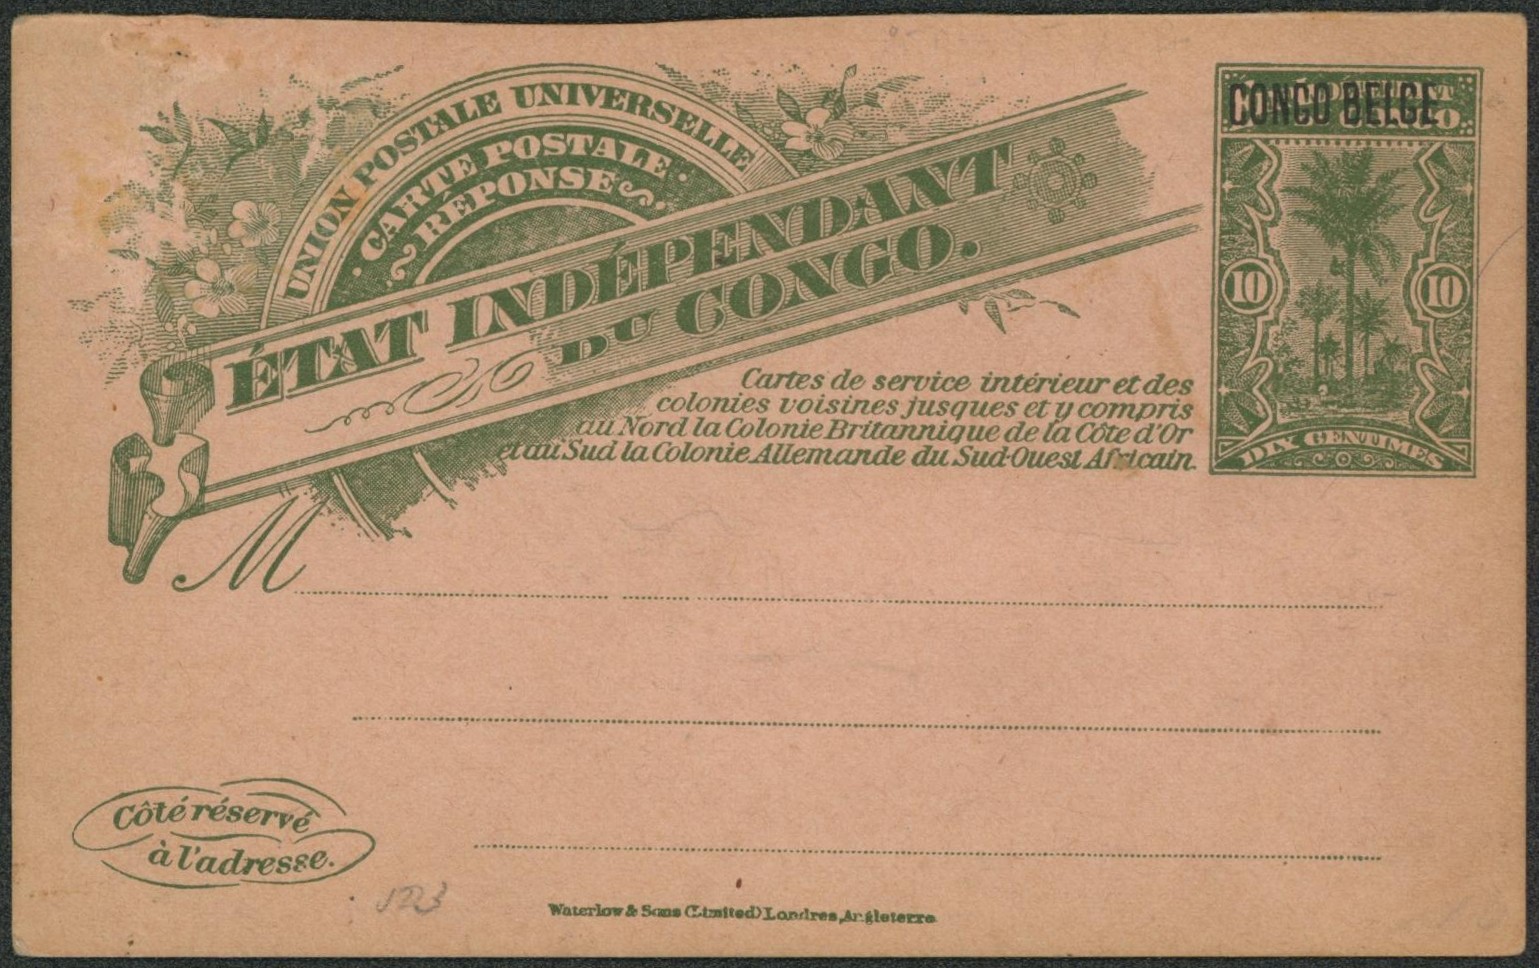 UNION POSTALE UNIVERSELLE
CARTE POSTALE
RÉPONSE
ÉTAT INDÉPENDANT
DU CONGO.
CONGO BELGE
10 10
DIX CENTIMES
Cartes de service intérieur et des
colonies voisines jusques et y compris
au Nord la Colonie Britannique de la Côte d'Or
et au Sud la Colonie Allemande du Sud-Ouest Africain.
M
Côté réservé
à l'adresse.
Waterlow & Sons (Limited) Londres, Angleterre.